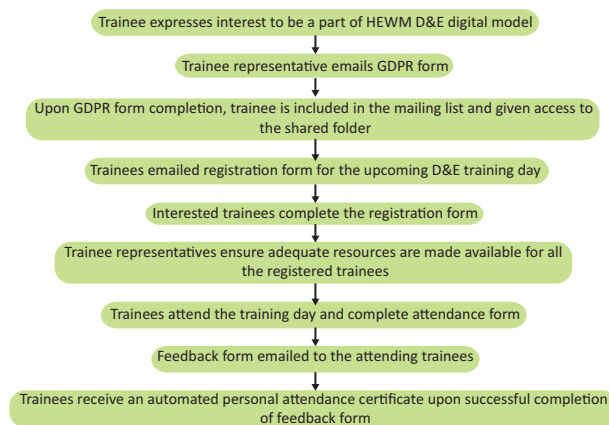 Trainee expresses interest to be a part of HEWM D&E digital model
Trainee representative emails GDPR form
Upon GDPR form completion, trainee is included in the mailing list and given access to
the shared folder
Trainees emailed registration form for the upcoming D&E training day
Interested trainees complete the registration form
Trainee representatives ensure adequate resources are made available for all
the registered trainees
Trainees attend the training day and complete attendance form
Feedback form emailed to the attending trainees
Trainees receive an automated personal attendance certificate upon successful completion
of feedback form